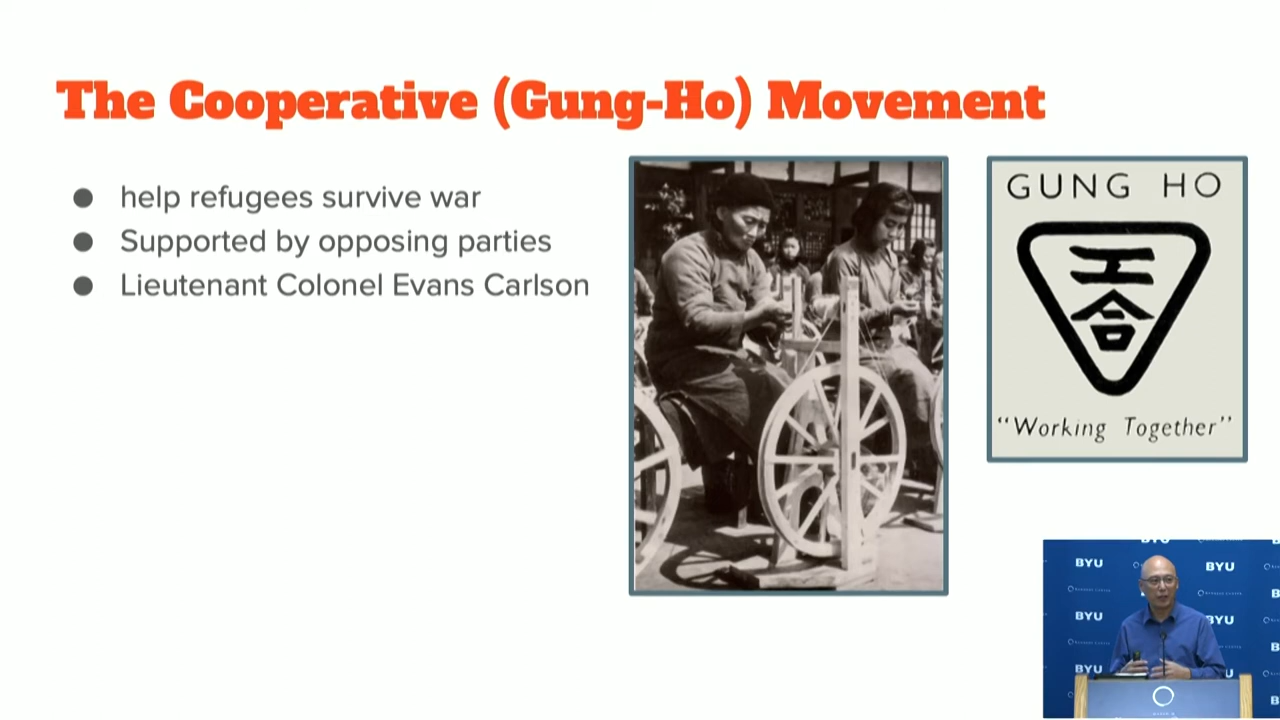 The Cooperative (Gung-Ho) Movement
help refugees survive war
Supported by opposing parties
Lieutenant Colonel Evans Carlson
GUNG HO
工
合
"Working Together"
BYU
BYU
BYU
BYU
BYU
BYU